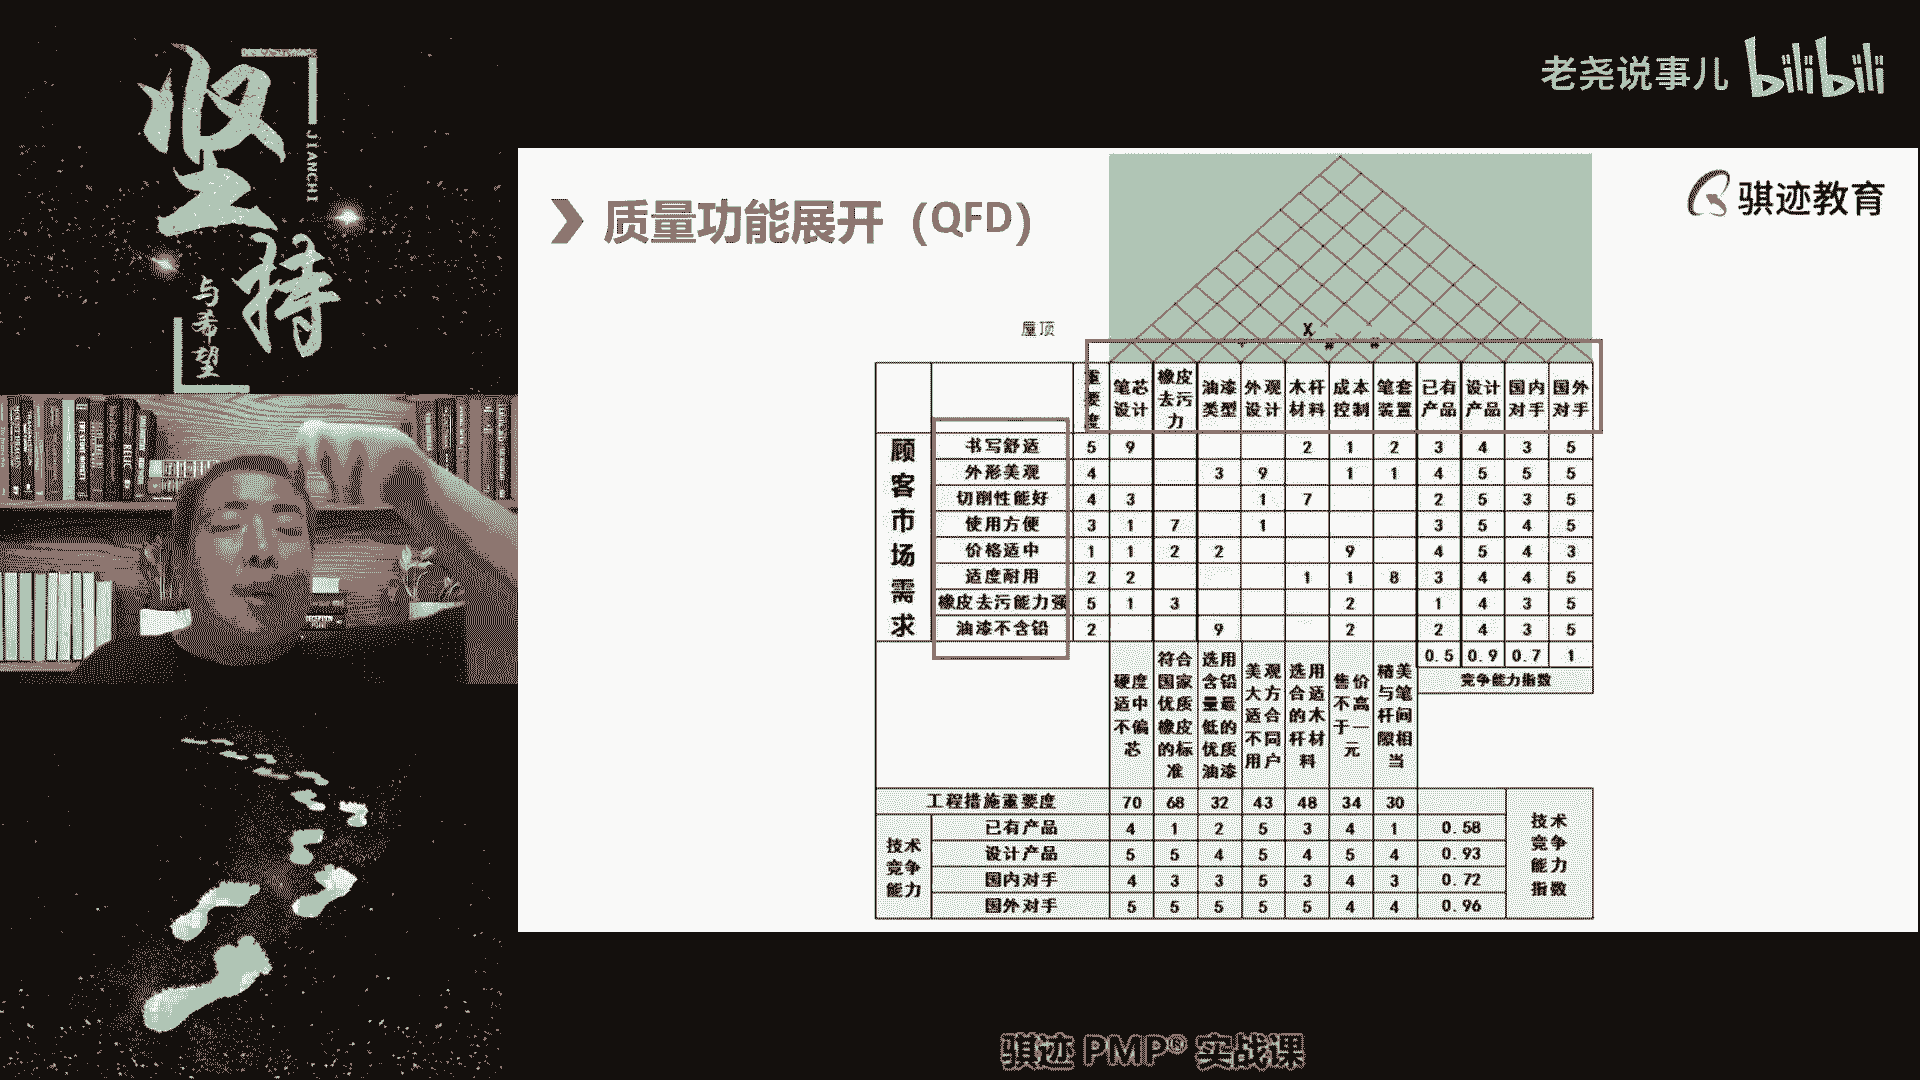 坚持
JIANCHI
与希望
老尧说事儿 bilibili
质量功能展开（QFD）
骐迹教育
屋顶
X
重要度 笔芯设计 橡皮去污力 油漆类型 外观设计 木杆材料 成本控制 笔套装置 已有产品 设计产品 国内对手 国外对手
顾客市场需求
书写舒适 5 9 2 1 2 3 4 3 5
外形美观 4 3 9 1 1 4 5 5 5
切削性能好 4 3 1 7 2 5 3 5
使用方便 3 1 7 1 3 5 4 5
价格适中 1 1 2 2 9 4 5 4 3
适度耐用 2 2 1 1 8 3 4 4 5
橡皮去污能力强 5 1 3 2 1 4 3 5
油漆不含铅 2 9 2 2 4 3 5
0.5 0.9 0.7 1
竞争能力指数
硬度适中不偏芯 符合国家优质橡皮的标准 选用含铅量最低的优质油漆 美观大方适合不同用户 选用合适的木杆材料 售价不高于一元 精美与笔杆间隙相当
工程措施重要度 70 68 32 43 48 34 30
技术竞争能力
已有产品 4 1 2 5 3 4 1 0.58
设计产品 5 5 4 5 4 5 4 0.93
国内对手 4 3 3 5 3 4 3 0.72
国外对手 5 5 5 5 5 4 4 0.96
技术竞争能力指数
骐迹 PMP® 实战课